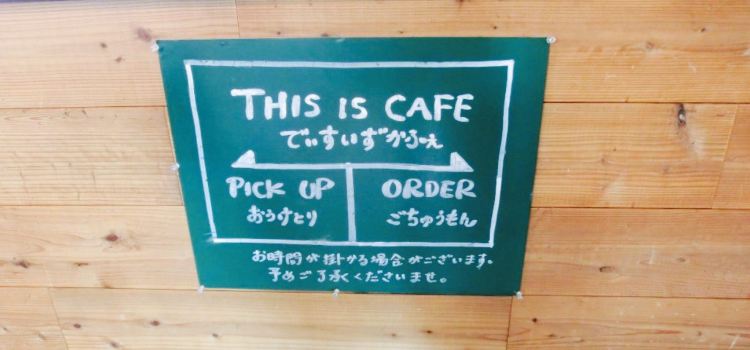 THIS IS CAFE
でぃすいずかふぇ
PICK UP
おうけとり
ORDER
ごちゅうもん
お時間が掛かる場合がございます。
予めご了承くださいませ。